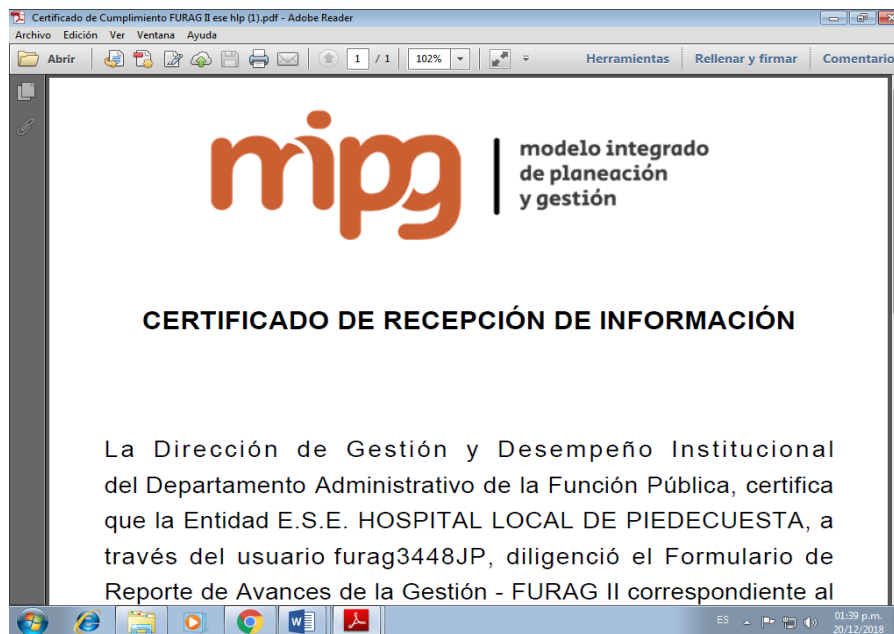 Certificado de Cumplimiento FURAG II ese hlp (1).pdf - Adobe Reader
Archivo Edición Ver Ventana Ayuda
Abrir 1 / 1 102% Herramientas Rellenar y firmar Comentario
mipg
modelo integrado
de planeación
y gestión
CERTIFICADO DE RECEPCIÓN DE INFORMACIÓN
La Dirección de Gestión y Desempeño Institucional
del Departamento Administrativo de la Función Pública, certifica
que la Entidad E.S.E. HOSPITAL LOCAL DE PIEDECUESTA, a
través del usuario furag3448JP, diligenció el Formulario de
Reporte de Avances de la Gestión - FURAG II correspondiente al
ES 01:39 p.m.
20/12/2018